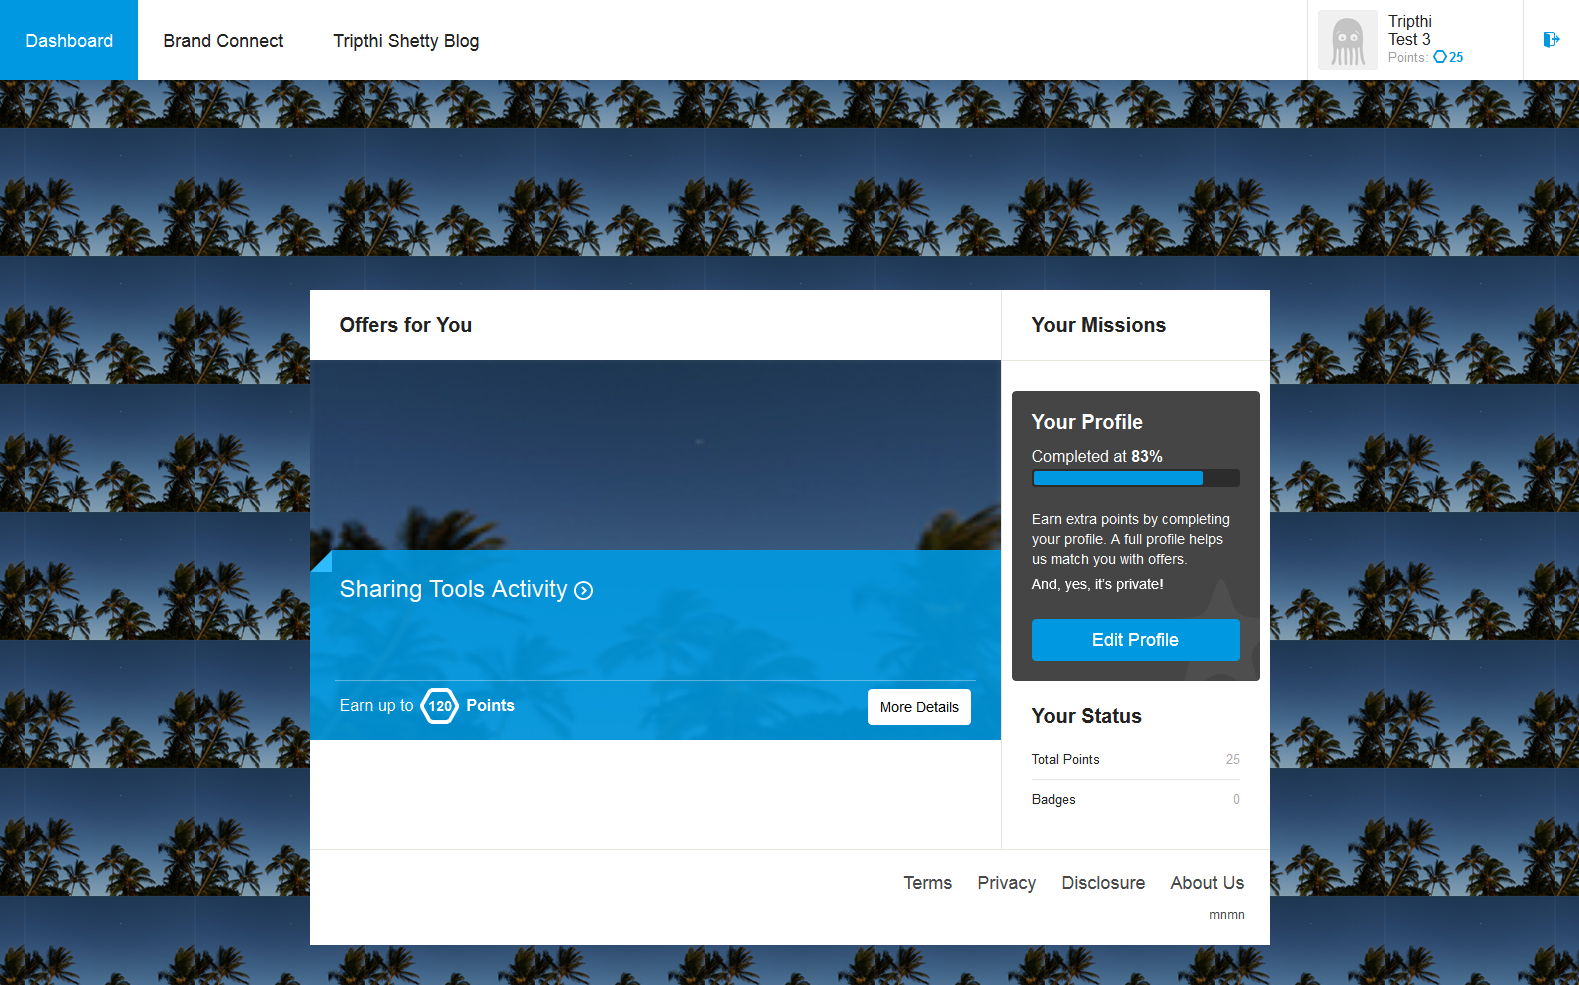 Dashboard
Brand Connect
Tripthi Shetty Blog
Tripthi
Test 3
Points: 25
Offers for You
Sharing Tools Activity
Earn up to 120 Points
More Details
Your Missions
Your Profile
Completed at 83%
Earn extra points by completing
your profile. A full profile helps
us match you with offers.
And, yes, it's private!
Edit Profile
Your Status
Total Points 25
Badges 0
Terms Privacy Disclosure About Us
mnmn